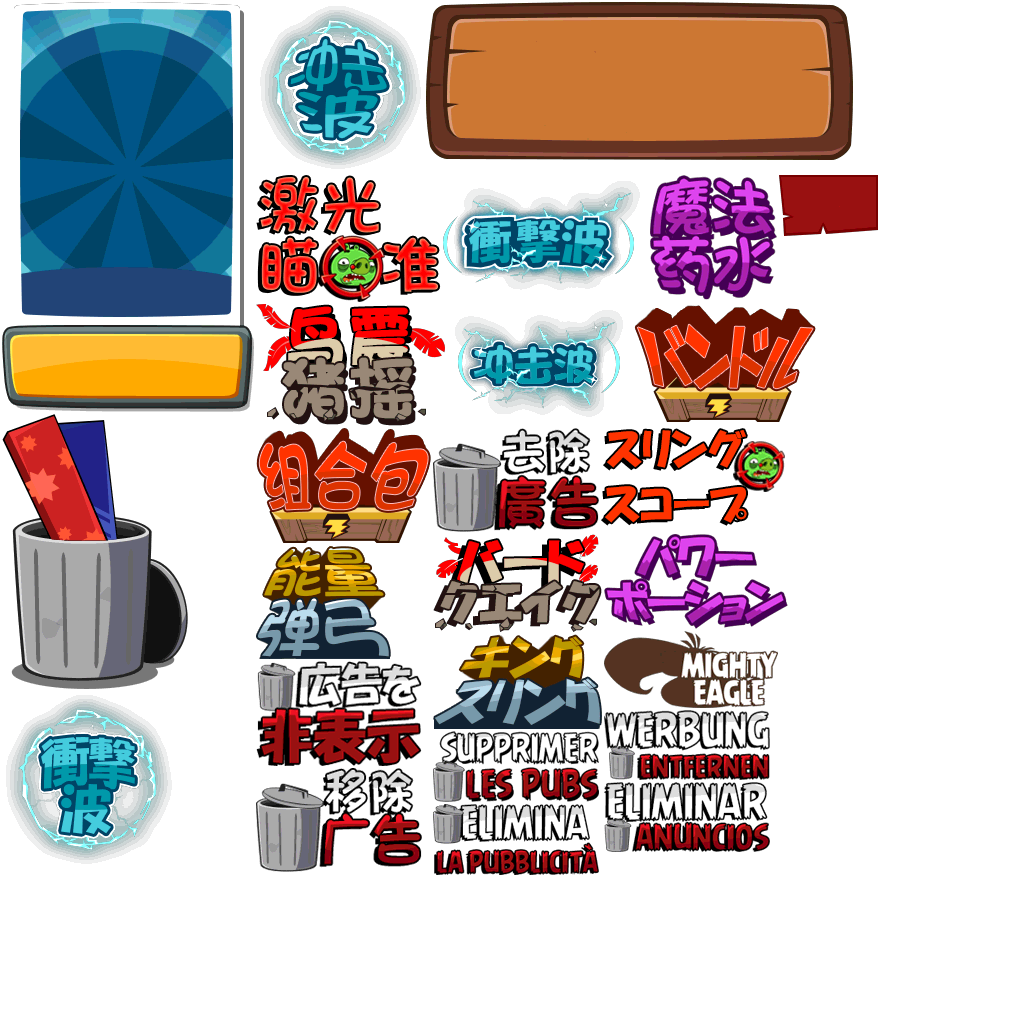 冲击
波
激光
瞄准
衝擊波
魔法
药水
鸟震
猪摇
冲击波
バンドル
组合包
去除
廣告
スリング
スコープ
能量
弹弓
バード
クエイク
パワー
ポーション
広告を
非表示
キング
スリング
MIGHTY
EAGLE
衝擊
波
移除
广告
SUPPRIMER
LES PUBS
WERBUNG
ENTFERNEN
ELIMINA
LA PUBBLICITÀ
ELIMINAR
ANUNCIOS